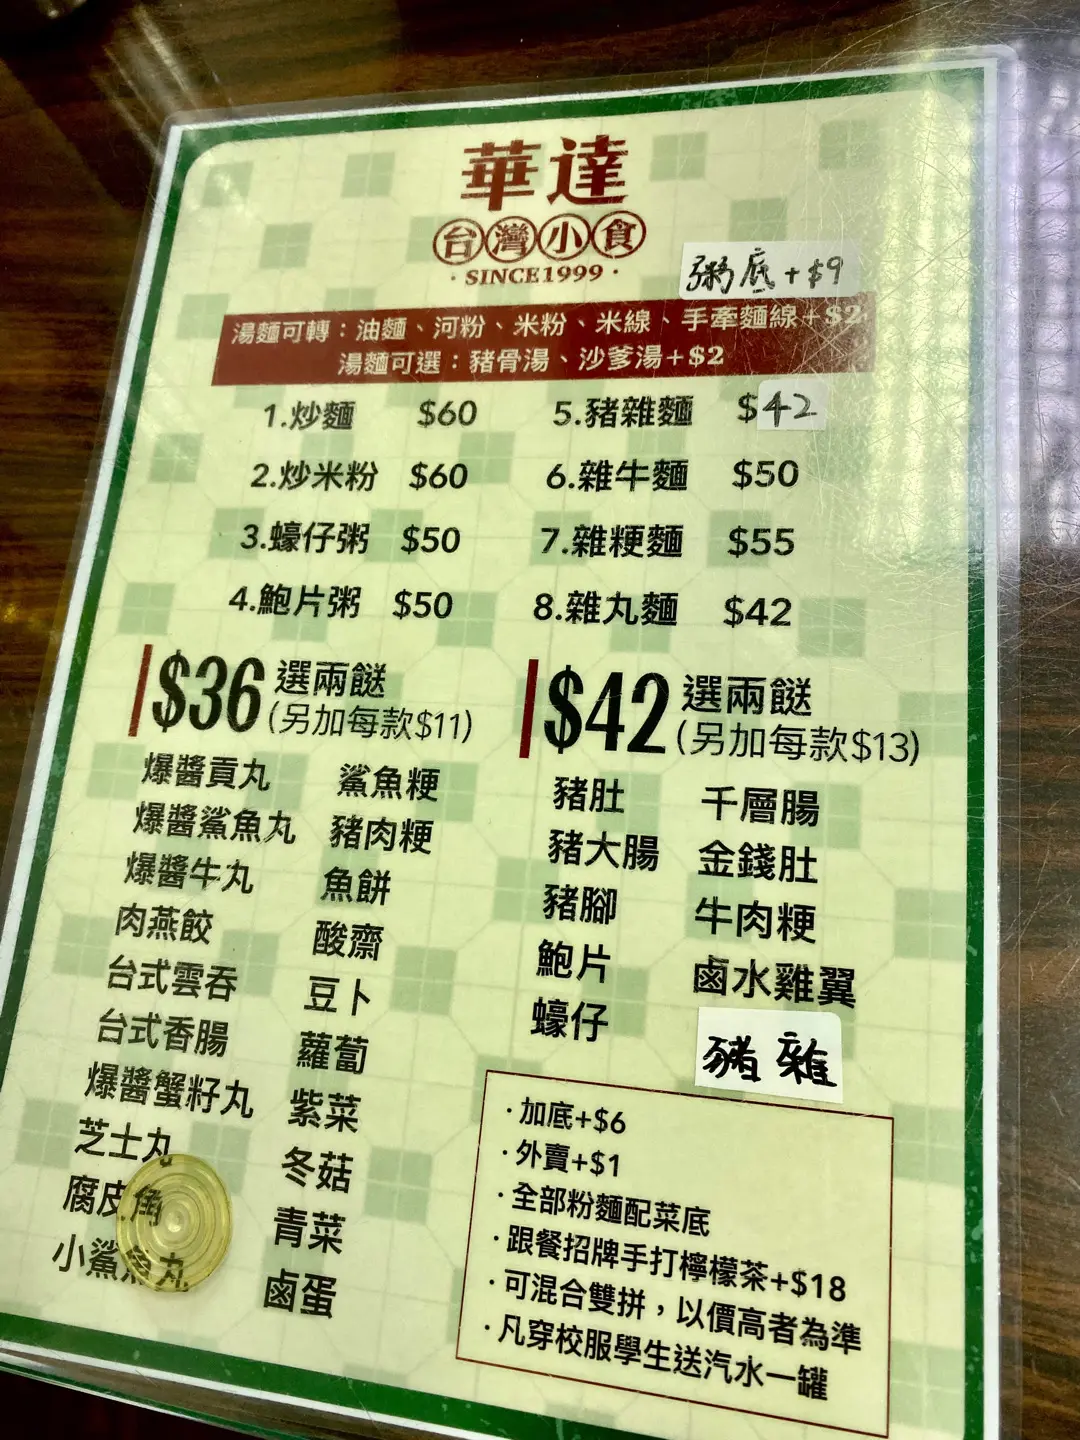 華達
台灣小食
·SINCE1999·
粥底+$9
湯麵可轉：油麵、河粉、米粉、米線、手牽麵線+$2
湯麵可選：豬骨湯、沙爹湯+$2
1.炒麵 $60
2.炒米粉 $60
3.蠔仔粥 $50
4.鮑片粥 $50
5.豬雜麵 $42
6.雜牛麵 $50
7.雜粳麵 $55
8.雜丸麵 $42
$36 選兩餸
(另加每款$11)
爆醬貢丸
爆醬鯊魚丸
爆醬牛丸
肉燕餃
台式雲吞
台式香腸
爆醬蟹籽丸
芝士丸
腐皮角
小鯊魚丸
鯊魚粳
豬肉粳
魚餅
酸齋
豆卜
蘿蔔
紫菜
冬菇
青菜
鹵蛋
$42 選兩餸
(另加每款$13)
豬肚
豬大腸
豬腳
鮑片
蠔仔
千層腸
金錢肚
牛肉粳
鹵水雞翼
豬雜
·加底+$6
·外賣+$1
·全部粉麵配菜底
·跟餐招牌手打檸檬茶+$18
·可混合雙拼，以價高者為準
·凡穿校服學生送汽水一罐